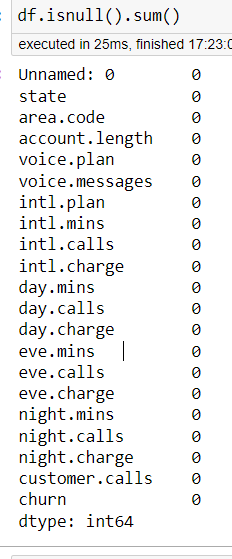 df.isnull().sum()
executed in 25ms, finished 17:23:0
Unnamed: 0 0
state 0
area.code 0
account.length 0
voice.plan 0
voice.messages 0
intl.plan 0
intl.mins 0
intl.calls 0
intl.charge 0
day.mins 0
day.calls 0
day.charge 0
eve.mins 0
eve.calls 0
eve.charge 0
night.mins 0
night.calls 0
night.charge 0
customer.calls 0
churn 0
dtype: int64